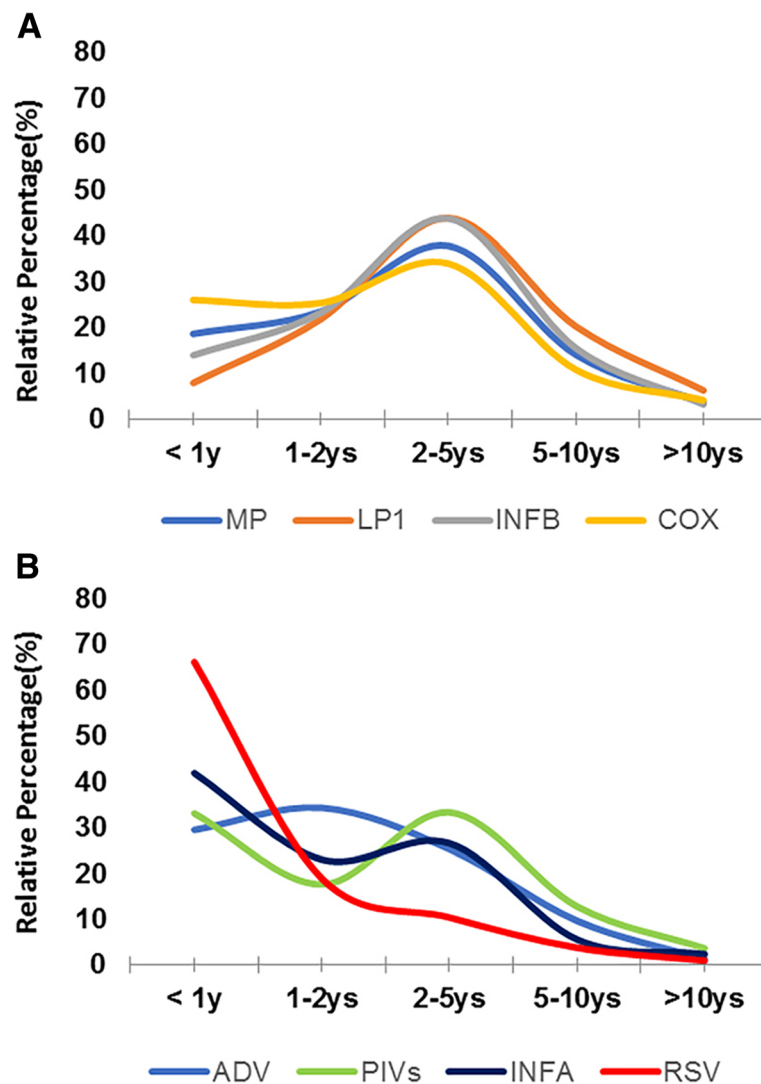 A
Relative Percentage(%)
80
70
60
50
40
30
20
10
0
< 1y 1-2ys 2-5ys 5-10ys >10ys
MP LP1 INFB COX
B
Relative Percentage(%)
80
70
60
50
40
30
20
10
0
< 1y 1-2ys 2-5ys 5-10ys >10ys
ADV PIVs INFA RSV